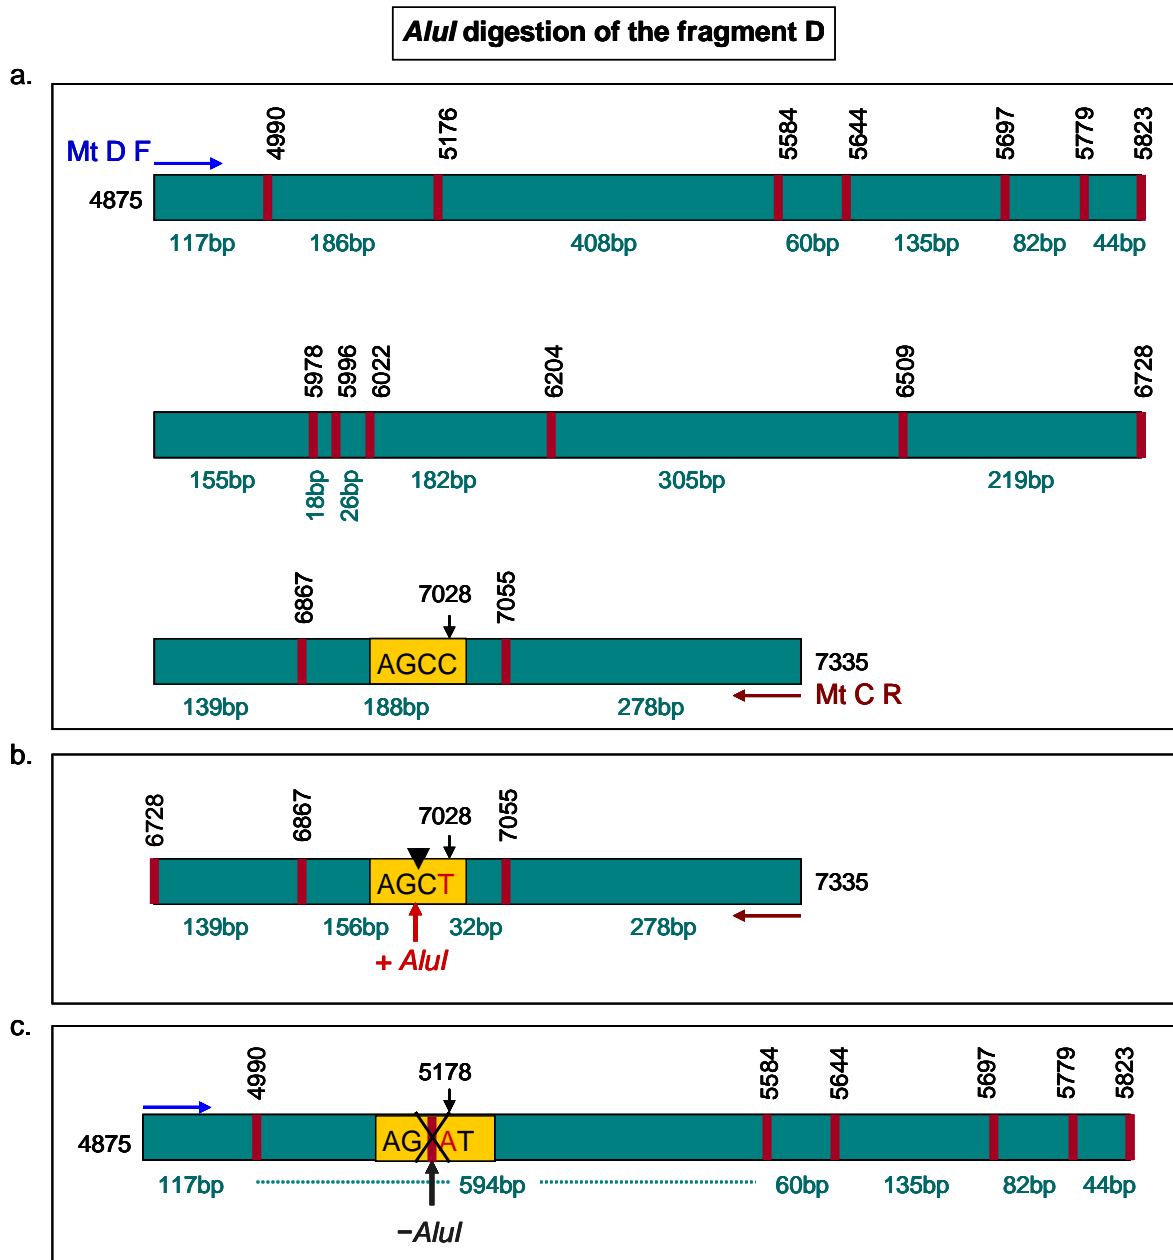 AluI digestion of the fragment D
a.
Mt D F
4990 5176 5584 5644 5697 5779 5823
4875
117bp 186bp 408bp 60bp 135bp 82bp 44bp
5978 5996 6022 6204 6509 6728
155bp 18bp 26bp 182bp 305bp 219bp
6867 7028 7055
AGCC
7335
139bp 188bp 278bp
Mt C R
b.
6728 6867 7028 7055
AGCT
7335
139bp 156bp 32bp 278bp
+ AluI
c.
4990 5178 5584 5644 5697 5779 5823
4875
AG AT
117bp 594bp 60bp 135bp 82bp 44bp
–AluI